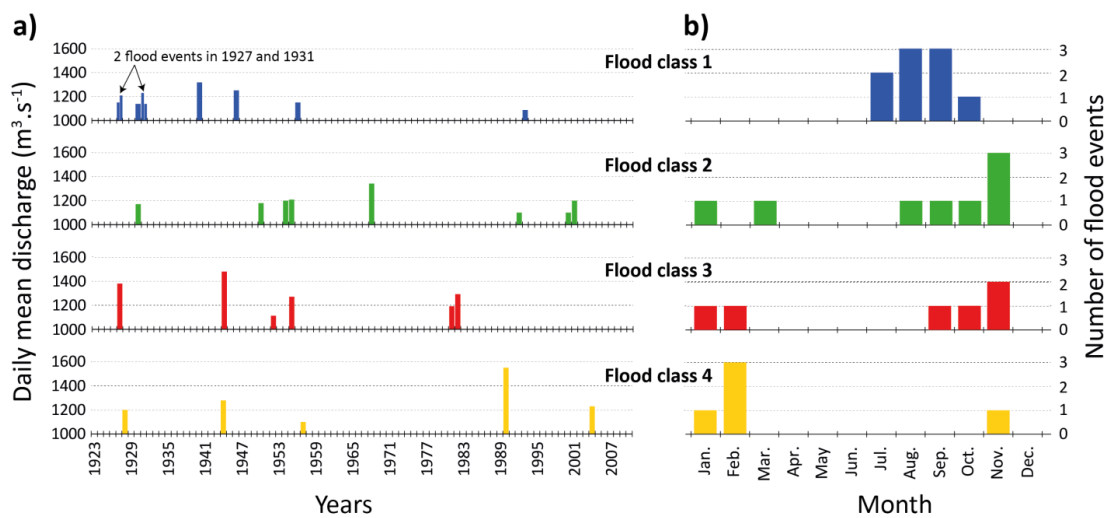 a)
b)
Daily mean discharge (m³.s⁻¹)
2 flood events in 1927 and 1931
Flood class 1
1600
1400
1200
1000
3
2
1
0
Flood class 2
1600
1400
1200
1000
3
2
1
0
Flood class 3
1600
1400
1200
1000
3
2
1
0
Flood class 4
1600
1400
1200
1000
3
2
1
0
1923 1929 1935 1941 1947 1953 1959 1965 1971 1977 1983 1989 1995 2001 2007
Jan. Feb. Mar. Apr. May Jun. Jul. Aug. Sep. Oct. Nov. Dec.
Years
Month
Number of flood events